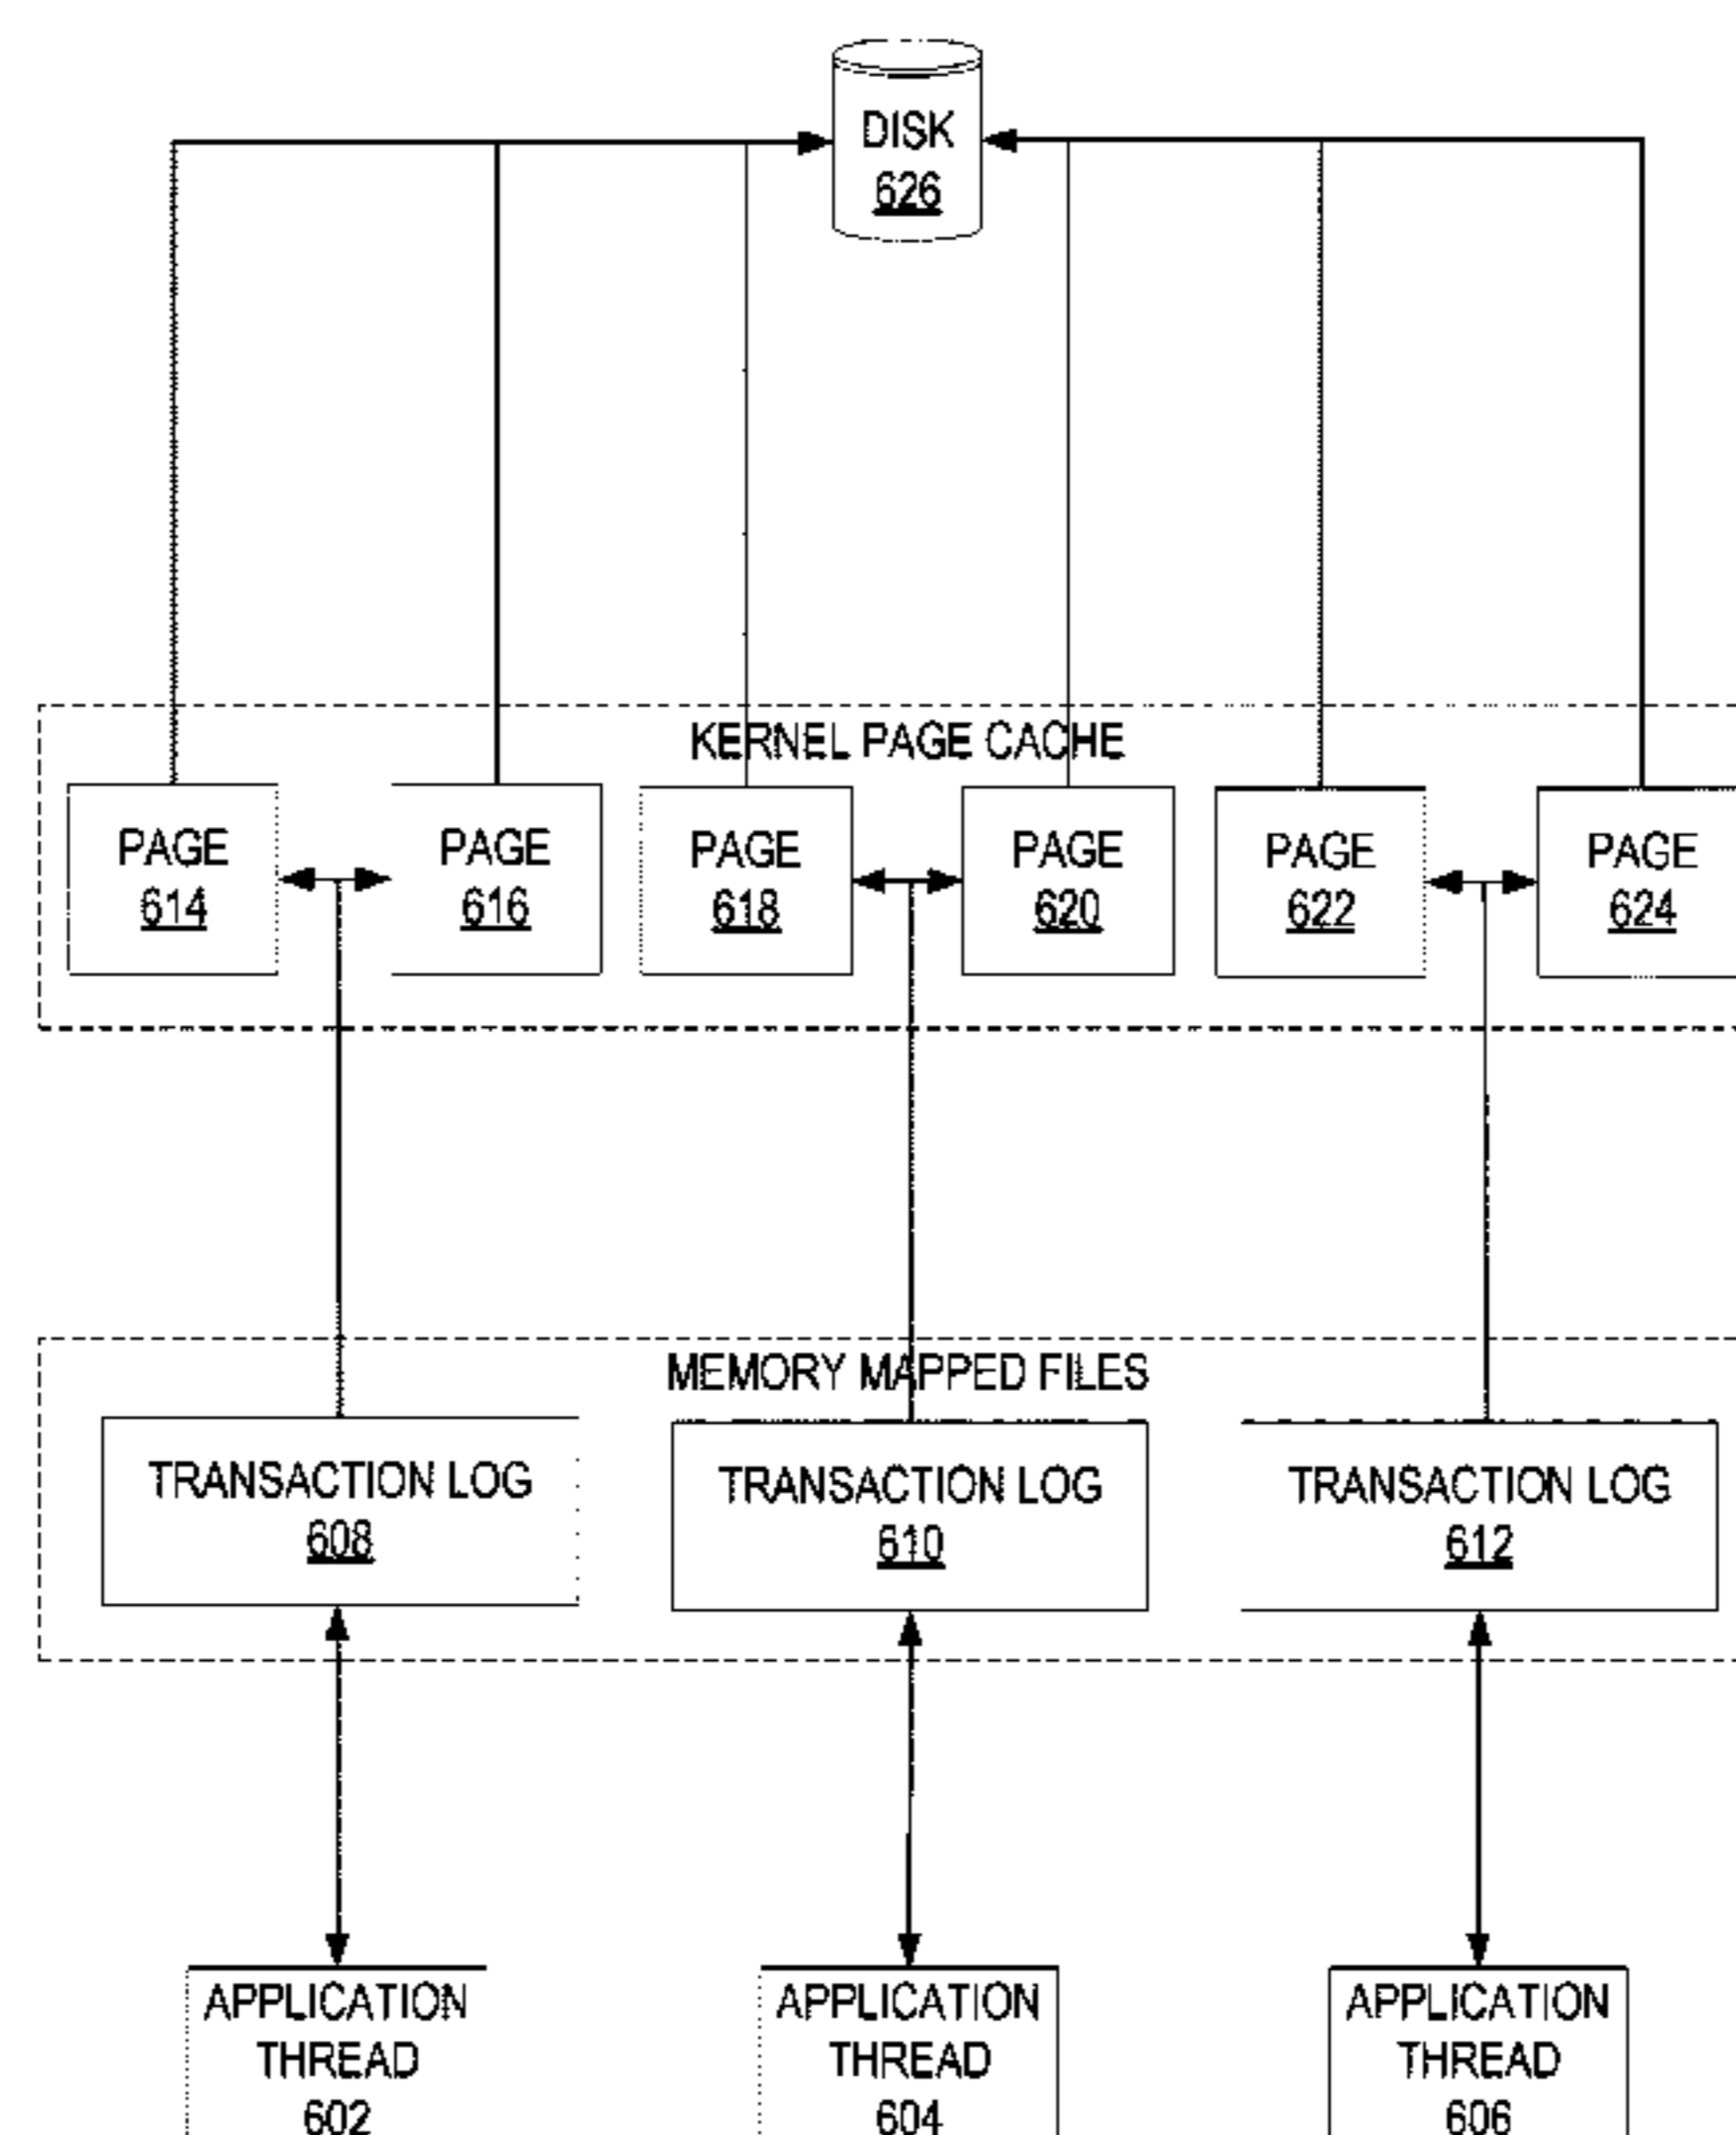 DISK
626
KERNEL PAGE CACHE
PAGE
614
PAGE
616
PAGE
618
PAGE
620
PAGE
622
PAGE
624
MEMORY MAPPED FILES
TRANSACTION LOG
608
TRANSACTION LOG
610
TRANSACTION LOG
612
APPLICATION
THREAD
602
APPLICATION
THREAD
604
APPLICATION
THREAD
606